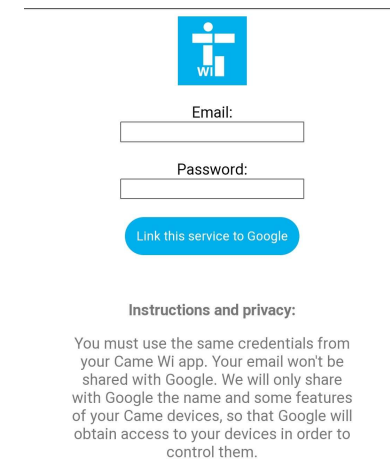 Wi
Email:
Password:
Link this service to Google
Instructions and privacy:
You must use the same credentials from
your Came Wi app. Your email won't be
shared with Google. We will only share
with Google the name and some features
of your Came devices, so that Google will
obtain access to your devices in order to
control them.